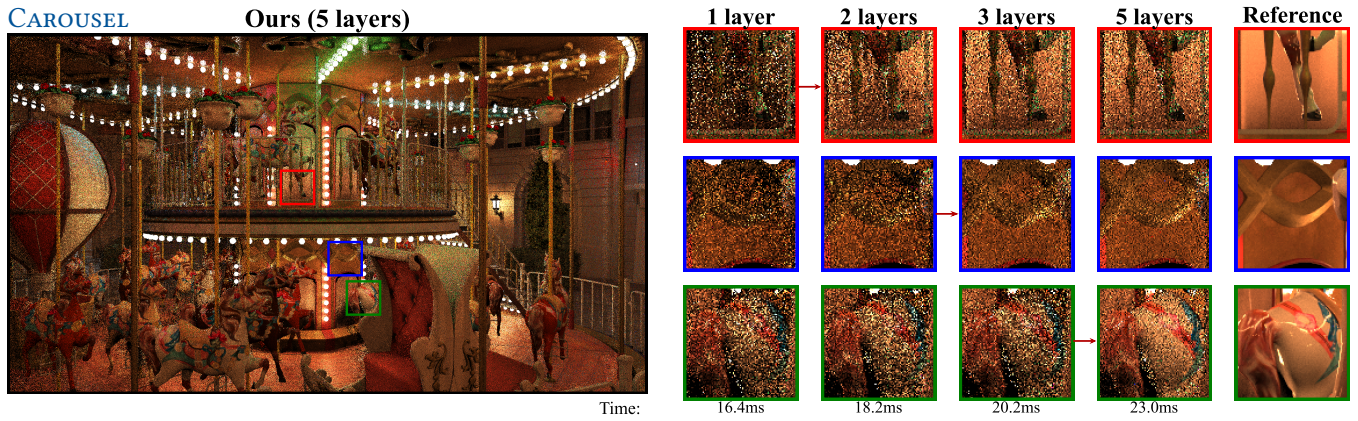 CAROUSEL
Ours (5 layers)
1 layer
2 layers
3 layers
5 layers
Reference
Time:
16.4ms
18.2ms
20.2ms
23.0ms